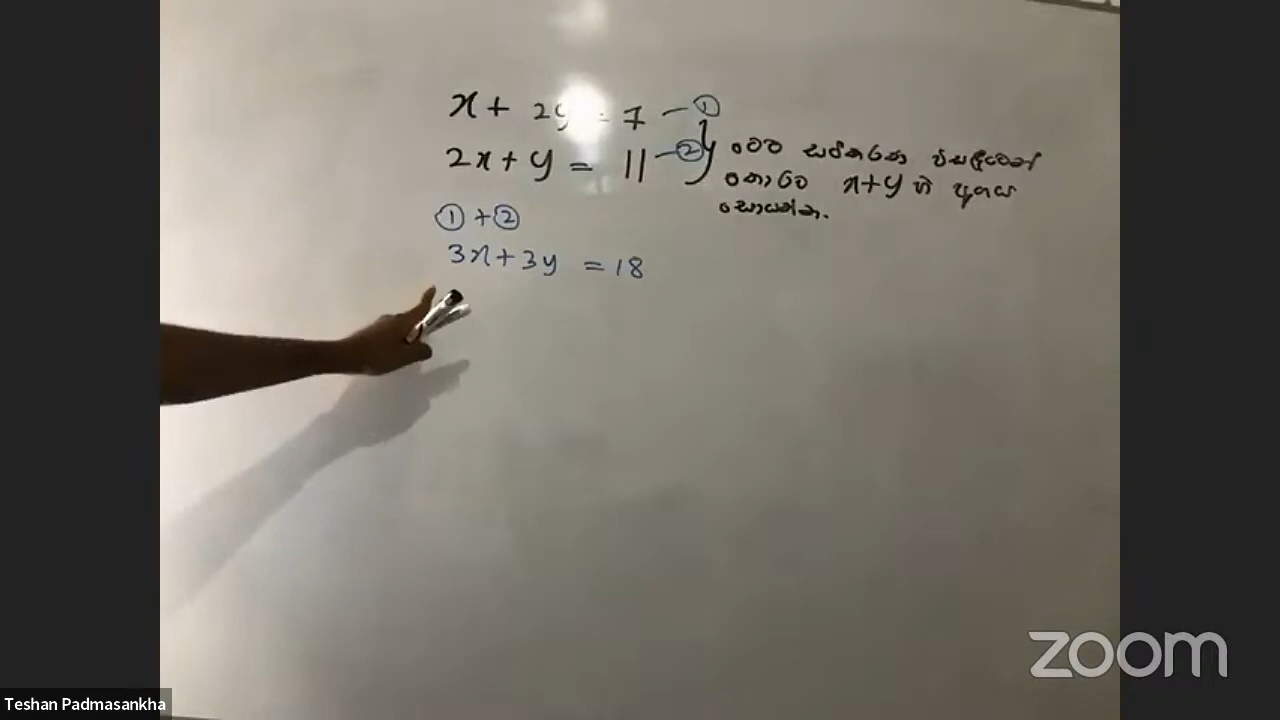 x + 2y = 7 — ①
2x + y = 11 — ② } මෙම සමීකරණ විසඳීමෙන්
තොරව x+y හි අගය
සොයන්න.
① + ②
3x + 3y = 18
zoom
Teshan Padmasankha